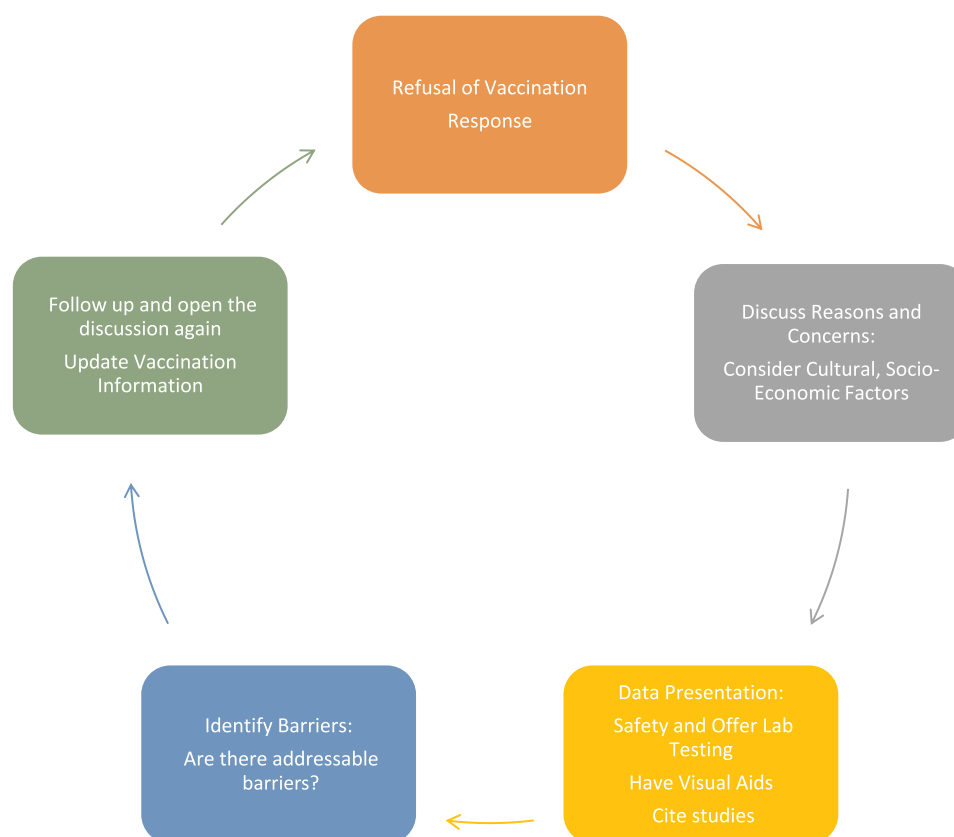 Refusal of Vaccination
Response
Discuss Reasons and
Concerns:
Consider Cultural, Socio-
Economic Factors
Data Presentation:
Safety and Offer Lab
Testing
Have Visual Aids
Cite studies
Identify Barriers:
Are there addressable
barriers?
Follow up and open the
discussion again
Update Vaccination
Information